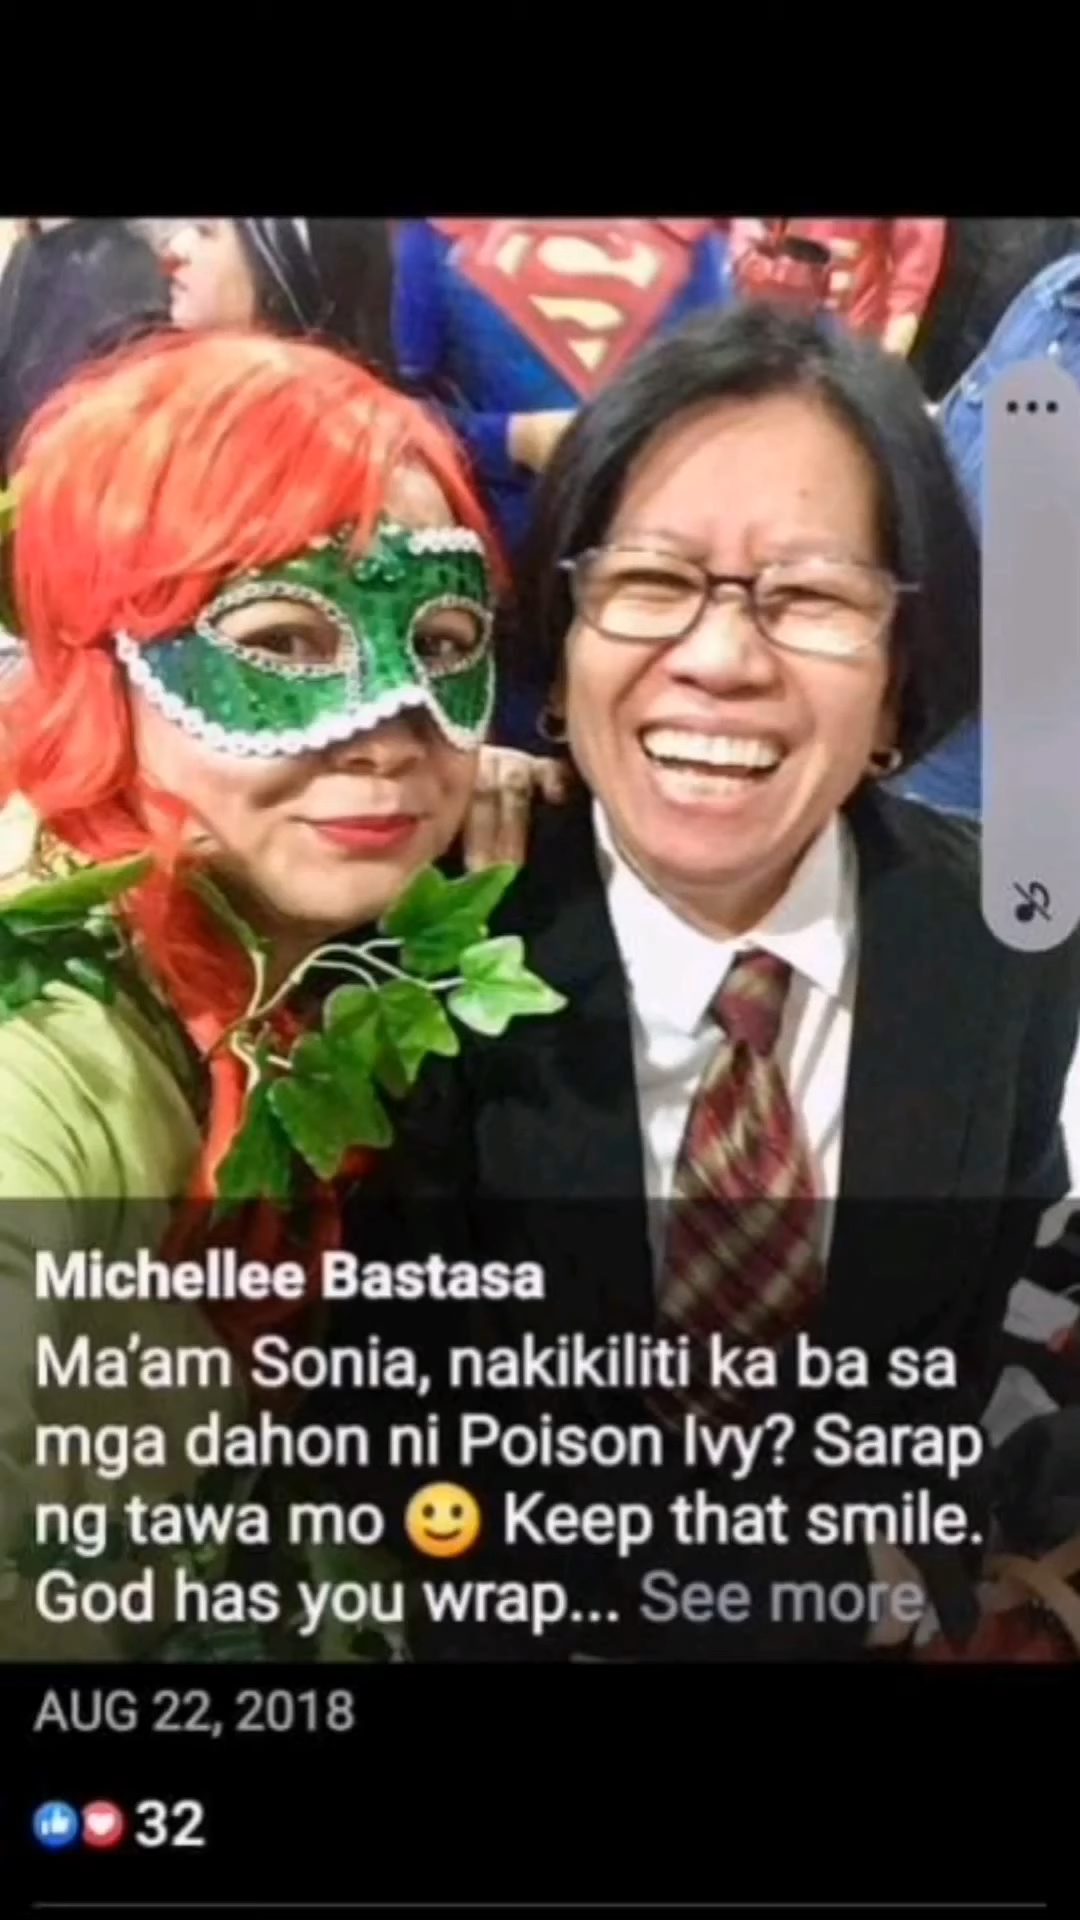 Michellee Bastasa
Ma’am Sonia, nakikiliti ka ba sa
mga dahon ni Poison Ivy? Sarap
ng tawa mo 🙂 Keep that smile.
God has you wrap... See more
AUG 22, 2018
32